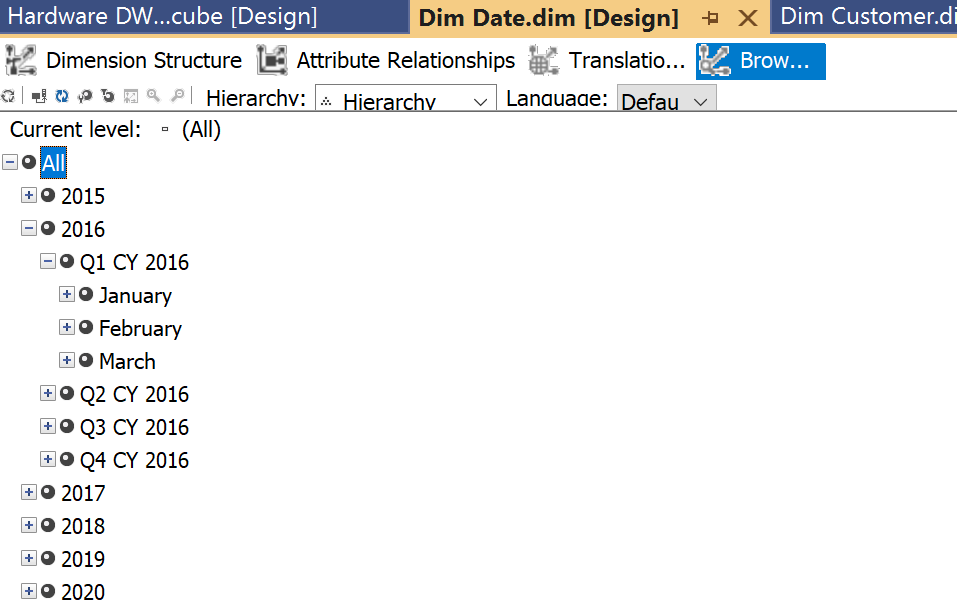 Hardware DW...cube [Design] Dim Date.dim [Design] Dim Customer.di
Dimension Structure Attribute Relationships Translatio... Brow...
Hierarchy: Hierarchy Language: Defau
Current level: (All)
All
2015
2016
Q1 CY 2016
January
February
March
Q2 CY 2016
Q3 CY 2016
Q4 CY 2016
2017
2018
2019
2020